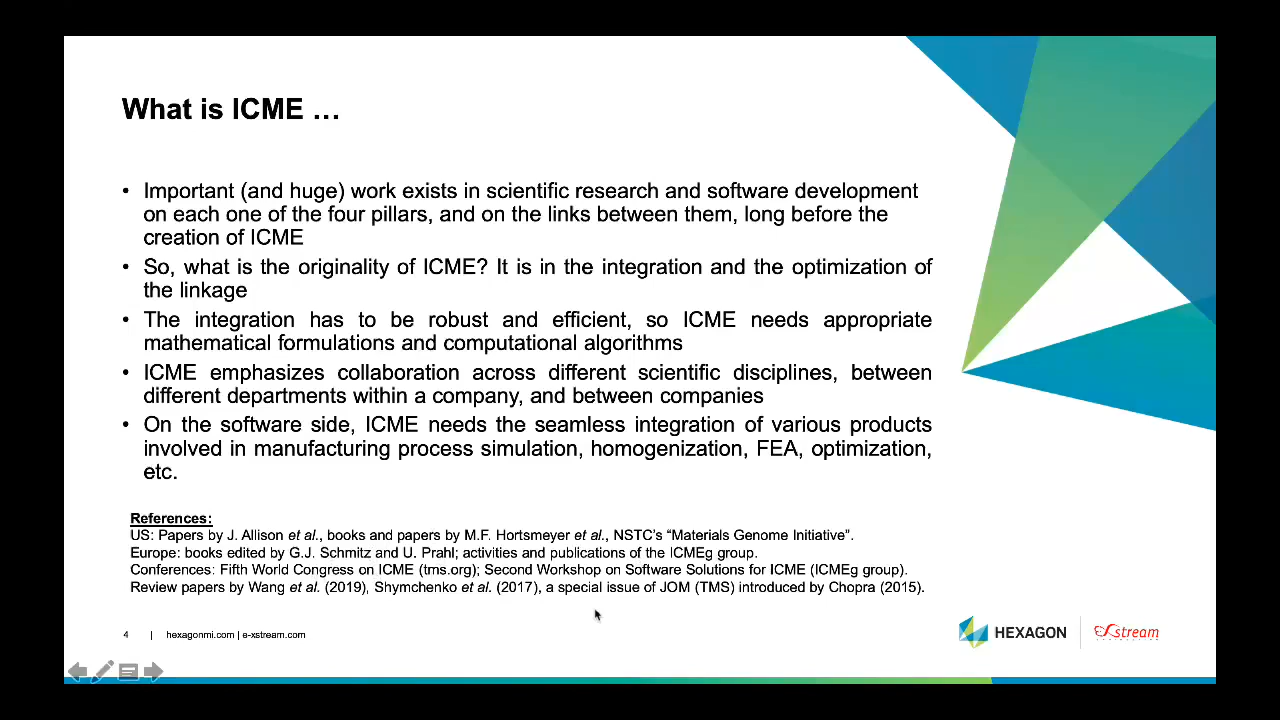 What is ICME …
• Important (and huge) work exists in scientific research and software development
on each one of the four pillars, and on the links between them, long before the
creation of ICME
• So, what is the originality of ICME? It is in the integration and the optimization of
the linkage
• The integration has to be robust and efficient, so ICME needs appropriate
mathematical formulations and computational algorithms
• ICME emphasizes collaboration across different scientific disciplines, between
different departments within a company, and between companies
• On the software side, ICME needs the seamless integration of various products
involved in manufacturing process simulation, homogenization, FEA, optimization,
etc.
References:
US: Papers by J. Allison et al., books and papers by M.F. Hortsmeyer et al., NSTC’s “Materials Genome Initiative”.
Europe: books edited by G.J. Schmitz and U. Prahl; activities and publications of the ICMEg group.
Conferences: Fifth World Congress on ICME (tms.org); Second Workshop on Software Solutions for ICME (ICMEg group).
Review papers by Wang et al. (2019), Shymchenko et al. (2017), a special issue of JOM (TMS) introduced by Chopra (2015).
4 | hexagonmi.com | e-xstream.com
HEXAGON
eXstream